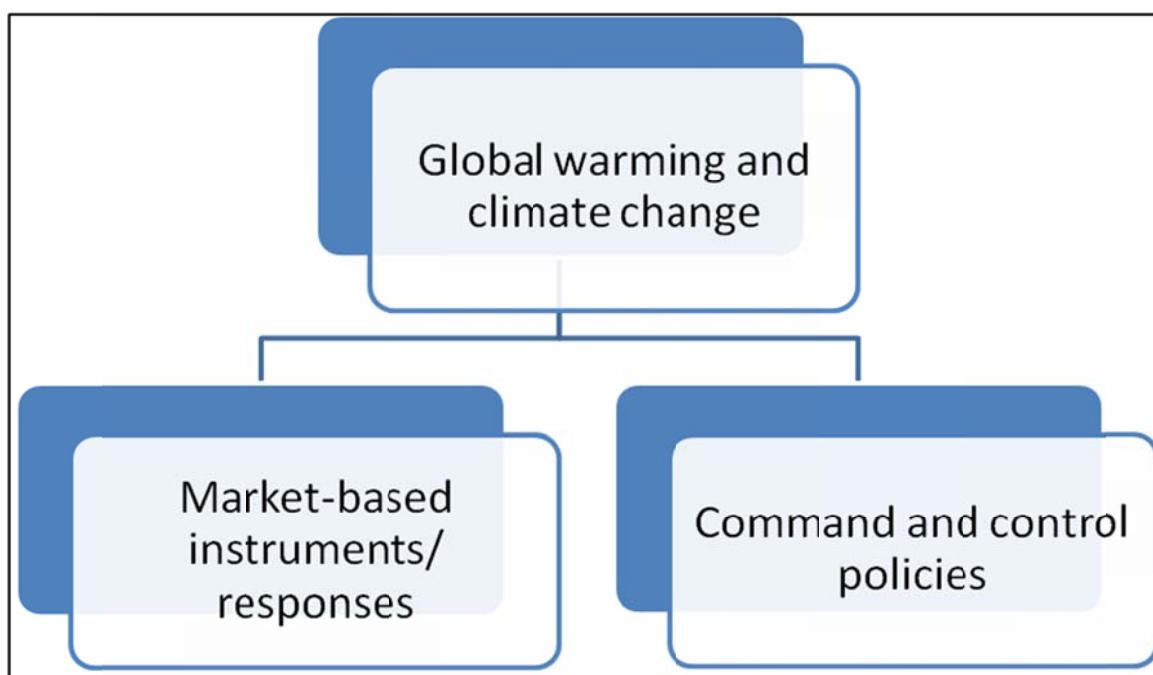 Global warming and
climate change
Market-based
instruments/
responses
Command and control
policies